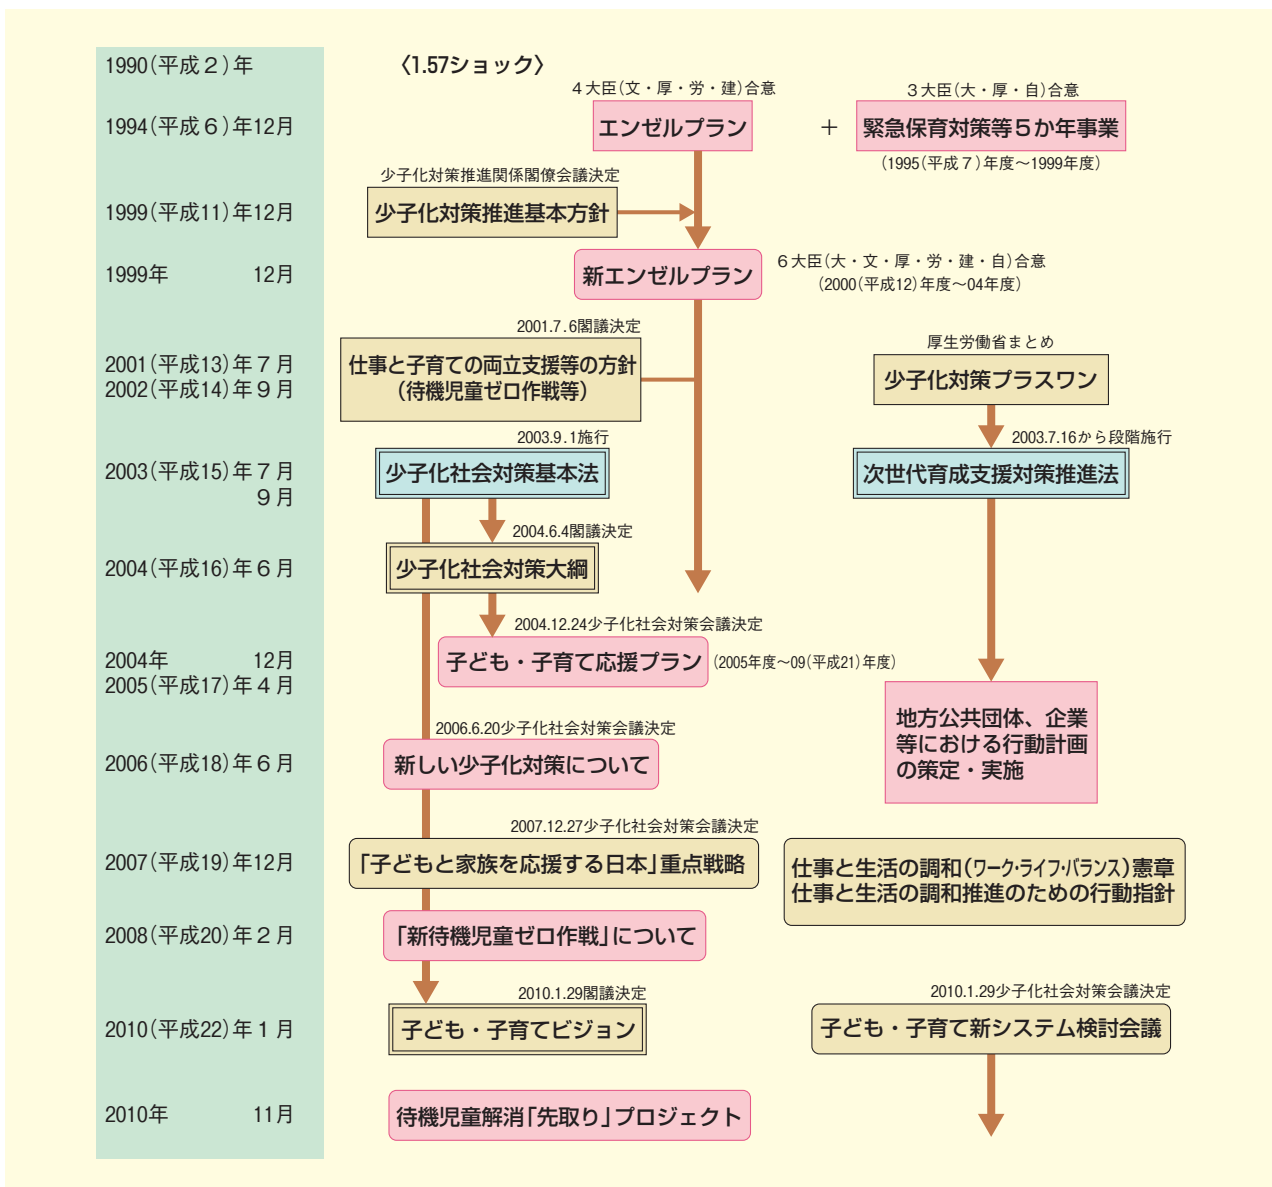 1990(平成2)年
〈1.57ショック〉
4大臣(文・厚・労・建)合意
3大臣(大・厚・自)合意
1994(平成6)年12月
エンゼルプラン
+
緊急保育対策等5か年事業
(1995(平成7)年度～1999年度)
少子化対策推進関係閣僚会議決定
1999(平成11)年12月
少子化対策推進基本方針
1999年 12月
新エンゼルプラン
6大臣(大・文・厚・労・建・自)合意
(2000(平成12)年度～04年度)
2001.7.6閣議決定
厚生労働省まとめ
2001(平成13)年7月
2002(平成14)年9月
仕事と子育ての両立支援等の方針
(待機児童ゼロ作戦等)
少子化対策プラスワン
2003.9.1施行
2003.7.16から段階施行
2003(平成15)年7月
9月
少子化社会対策基本法
次世代育成支援対策推進法
2004.6.4閣議決定
2004(平成16)年6月
少子化社会対策大綱
2004.12.24少子化社会対策会議決定
2004年 12月
2005(平成17)年4月
子ども・子育て応援プラン
(2005年度～09(平成21)年度)
地方公共団体、企業
等における行動計画
の策定・実施
2006.6.20少子化社会対策会議決定
2006(平成18)年6月
新しい少子化対策について
2007.12.27少子化社会対策会議決定
2007(平成19)年12月
「子どもと家族を応援する日本」重点戦略
仕事と生活の調和(ワーク・ライフ・バランス)憲章
仕事と生活の調和推進のための行動指針
2008(平成20)年2月
「新待機児童ゼロ作戦」について
2010.1.29閣議決定
2010.1.29少子化社会対策会議決定
2010(平成22)年1月
子ども・子育てビジョン
子ども・子育て新システム検討会議
2010年 11月
待機児童解消「先取り」プロジェクト